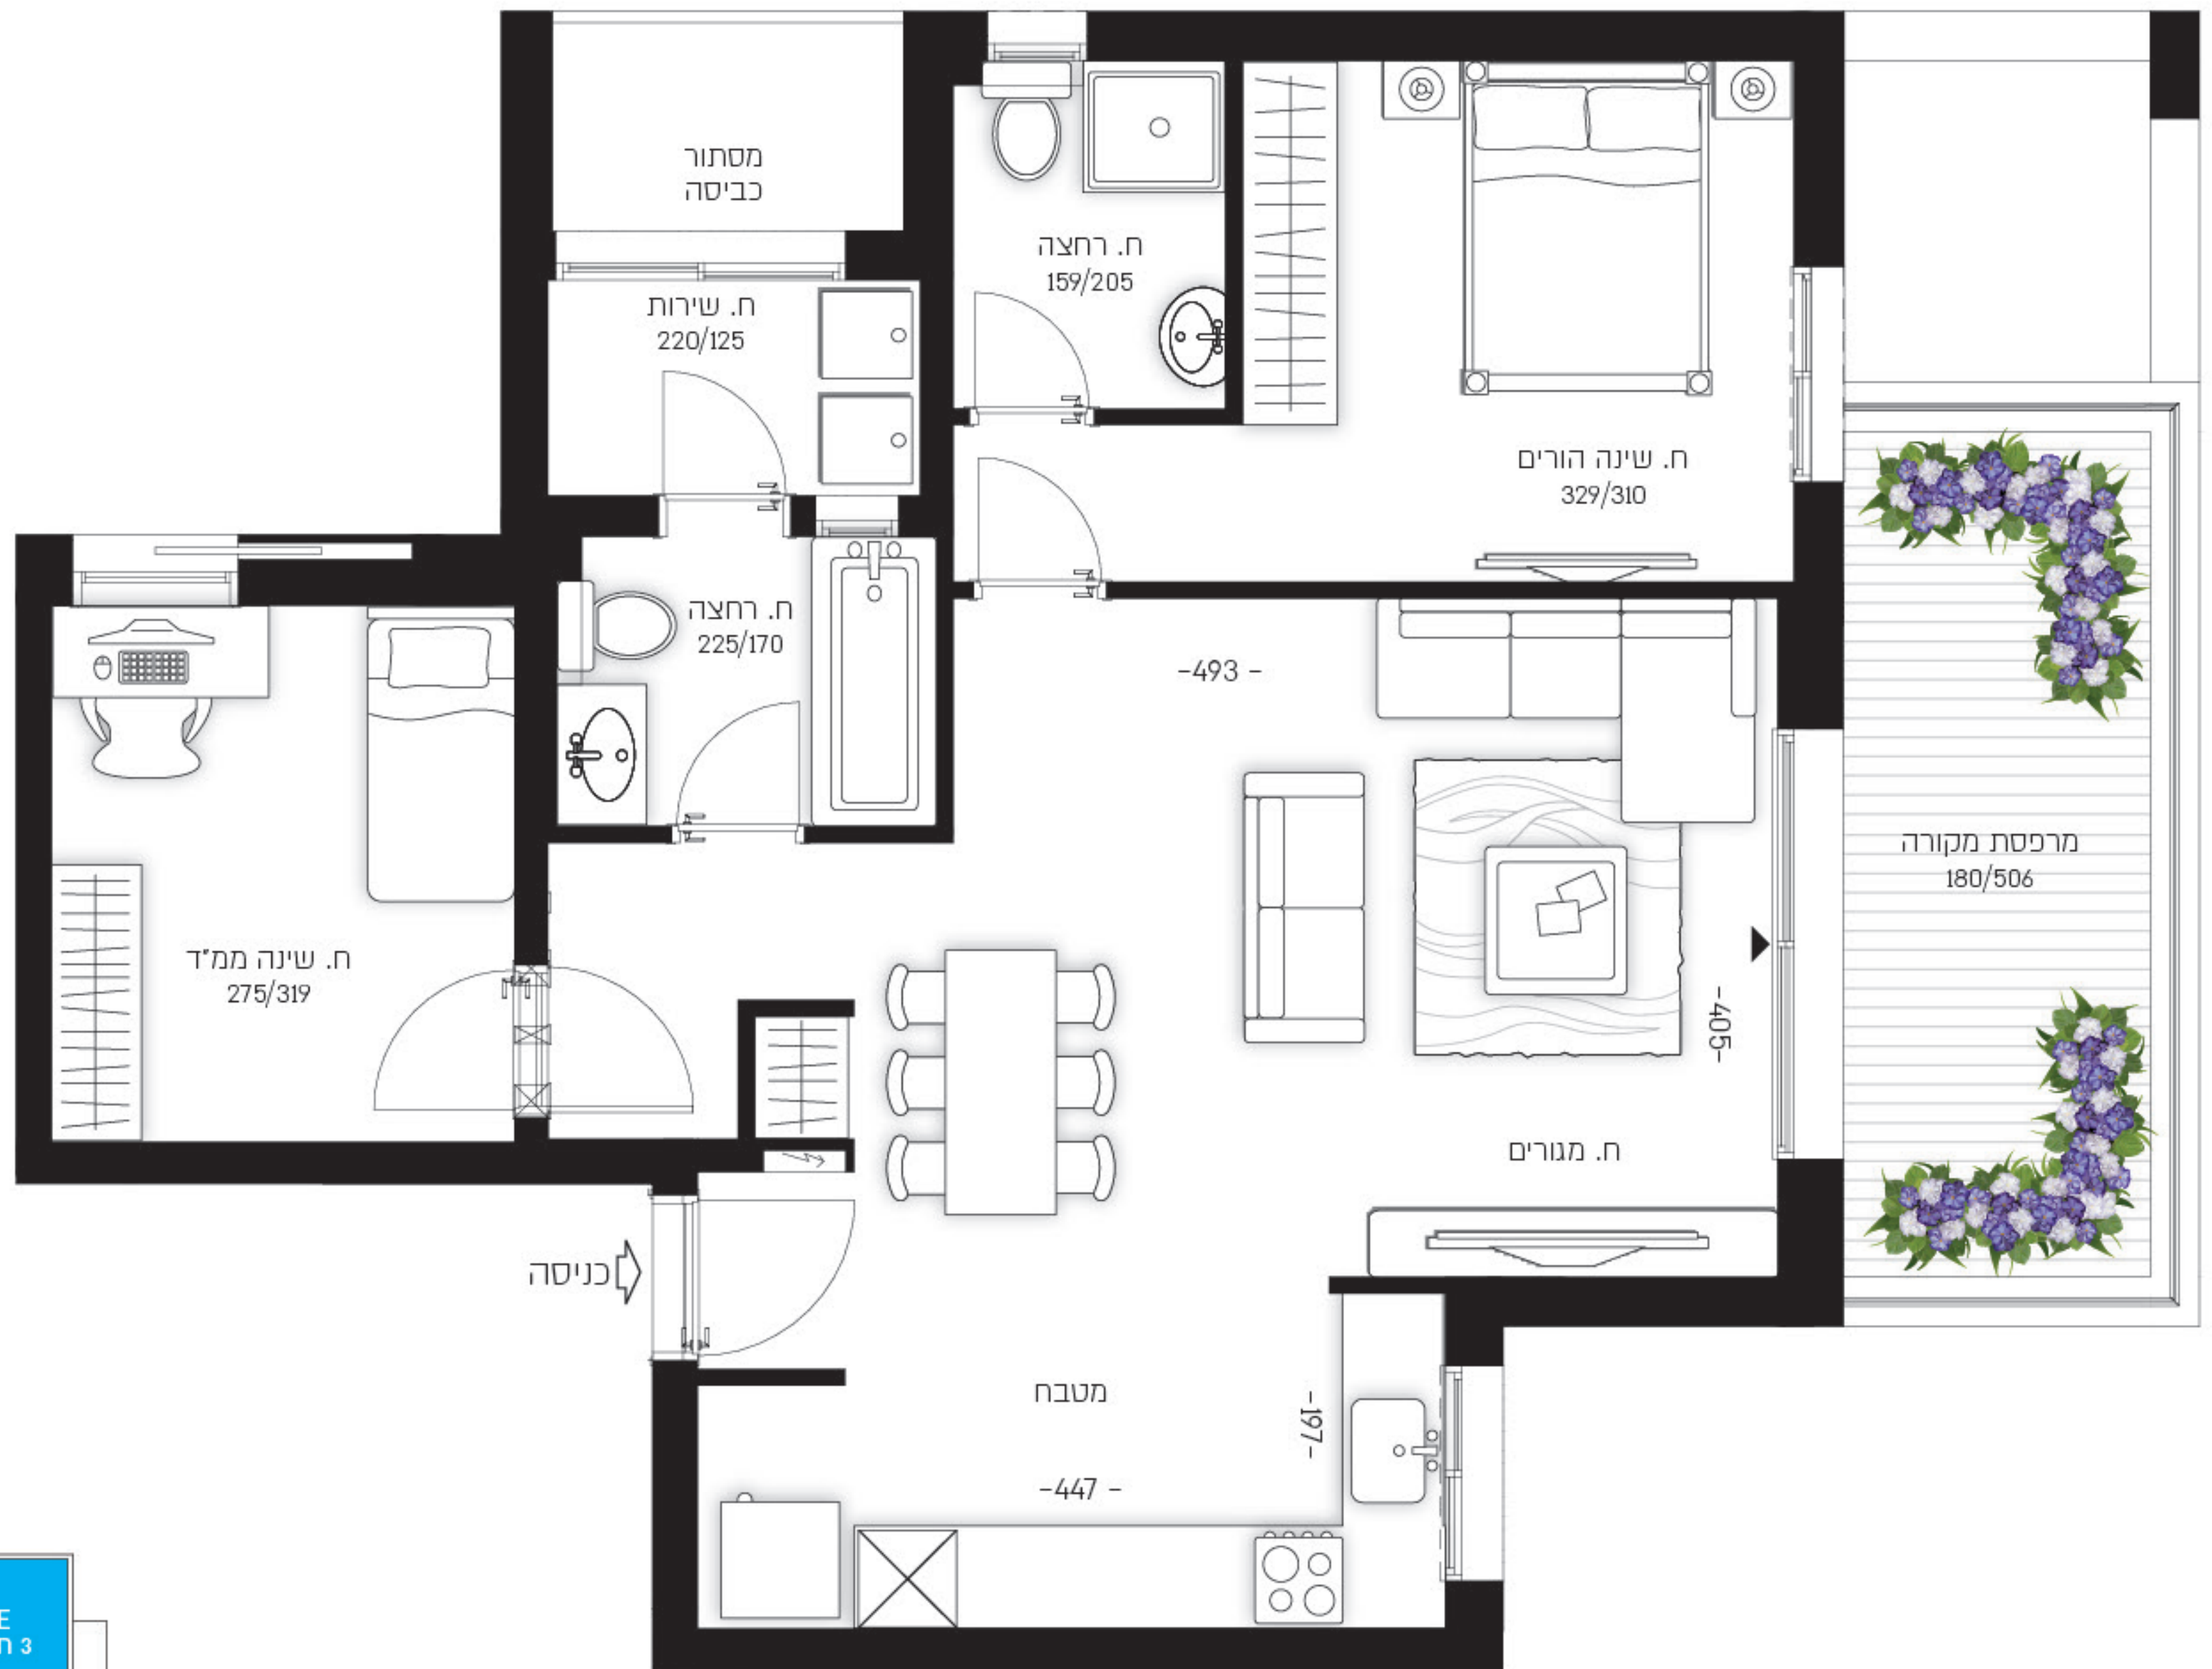 מסתור
כביסה
ח. רחצה
159/205
ח. שירות
220/125
ח. שינה הורים
329/310
ח. רחצה
225/170
-493 -
מרפסת מקורה
180/506
ח. שינה ממ"ד
275/319
-405-
ח. מגורים
כניסה
מטבח
-197-
-447 -
E
3 ח